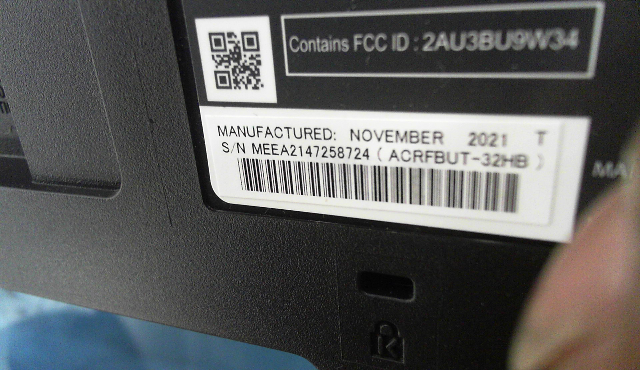 Contains FCC ID : 2AU3BU9W34
MANUFACTURED: NOVEMBER 2021 T
S/N MEEA2147258724 ( ACRFBUT-32HB )